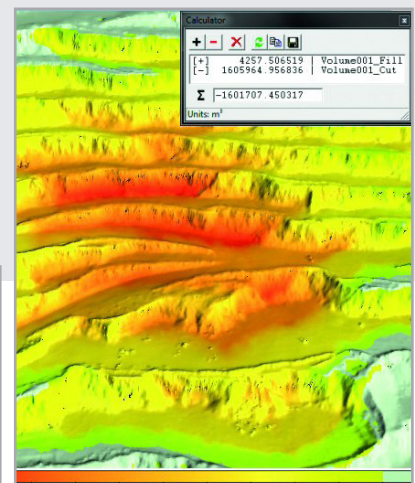 Calculator
[+] 4257.506519 | Volume001_Fill
[-] 1605964.956836 | Volume001_Cut
Σ -1601707.450317
Units: m³